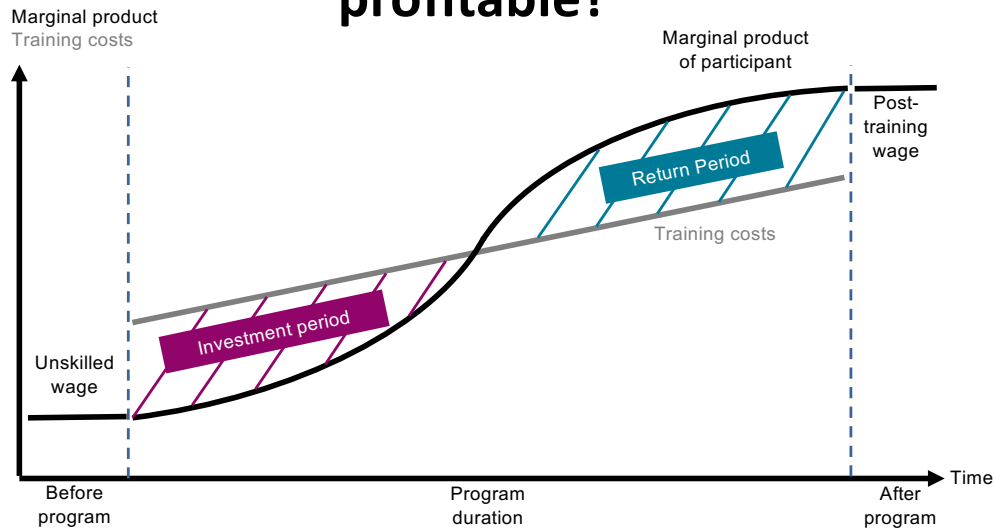 profitable?
Marginal product
Training costs
Marginal product
of participant
Post-
training
wage
Return Period
Training costs
Investment period
Unskilled
wage
Time
Before
program
Program
duration
After
program